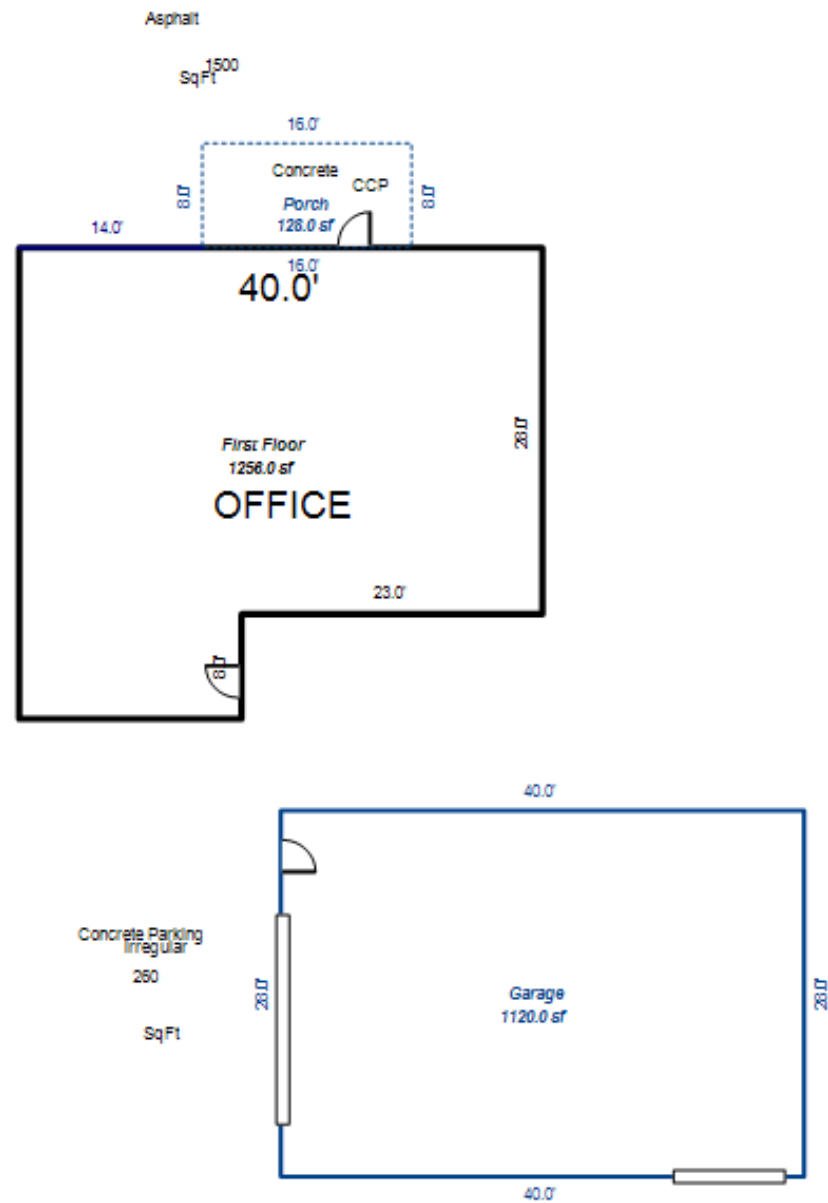 Asphalt
1500
SqFt
16.0'
Concrete
CCP
8.0'
8.0'
Porch
128.0 sf
14.0'
16.0'
40.0'
28.0'
First Floor
1256.0 sf
OFFICE
23.0'
8.0'
40.0'
Concrete Parking
Irregular
260
SqFt
28.0'
Garage
1120.0 sf
28.0'
40.0'